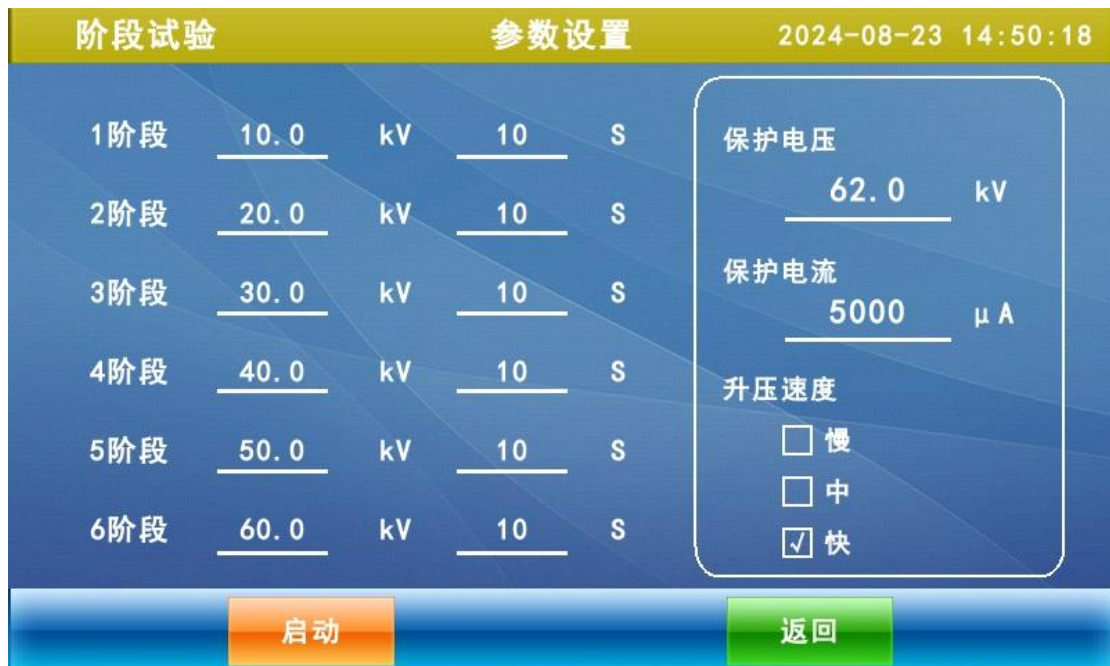 阶段试验 参数设置 2024-08-23 14:50:18
1阶段 10.0 kV 10 S
2阶段 20.0 kV 10 S
3阶段 30.0 kV 10 S
4阶段 40.0 kV 10 S
5阶段 50.0 kV 10 S
6阶段 60.0 kV 10 S
保护电压
62.0 kV
保护电流
5000 μA
升压速度
慢
中
√ 快
启动 返回